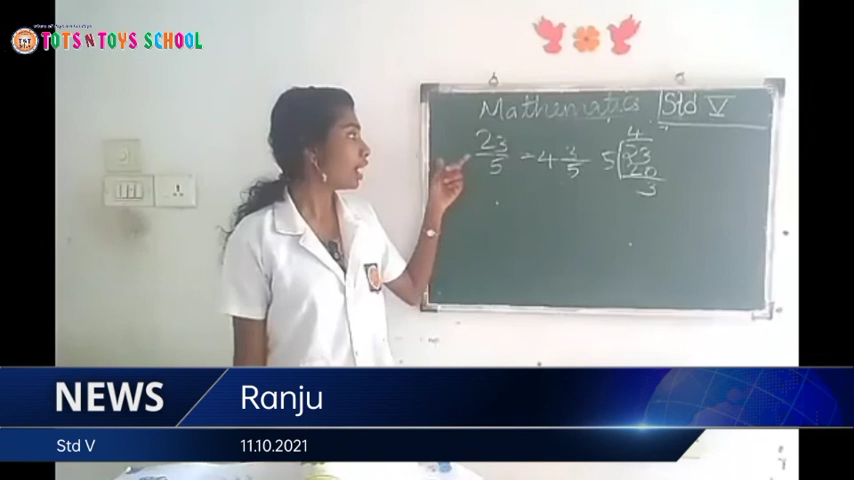 TOTS N TOYS SCHOOL
Mathematics Std V
23/5 = 4 3/5
4
5 23
20
3
NEWS Ranju
Std V 11.10.2021